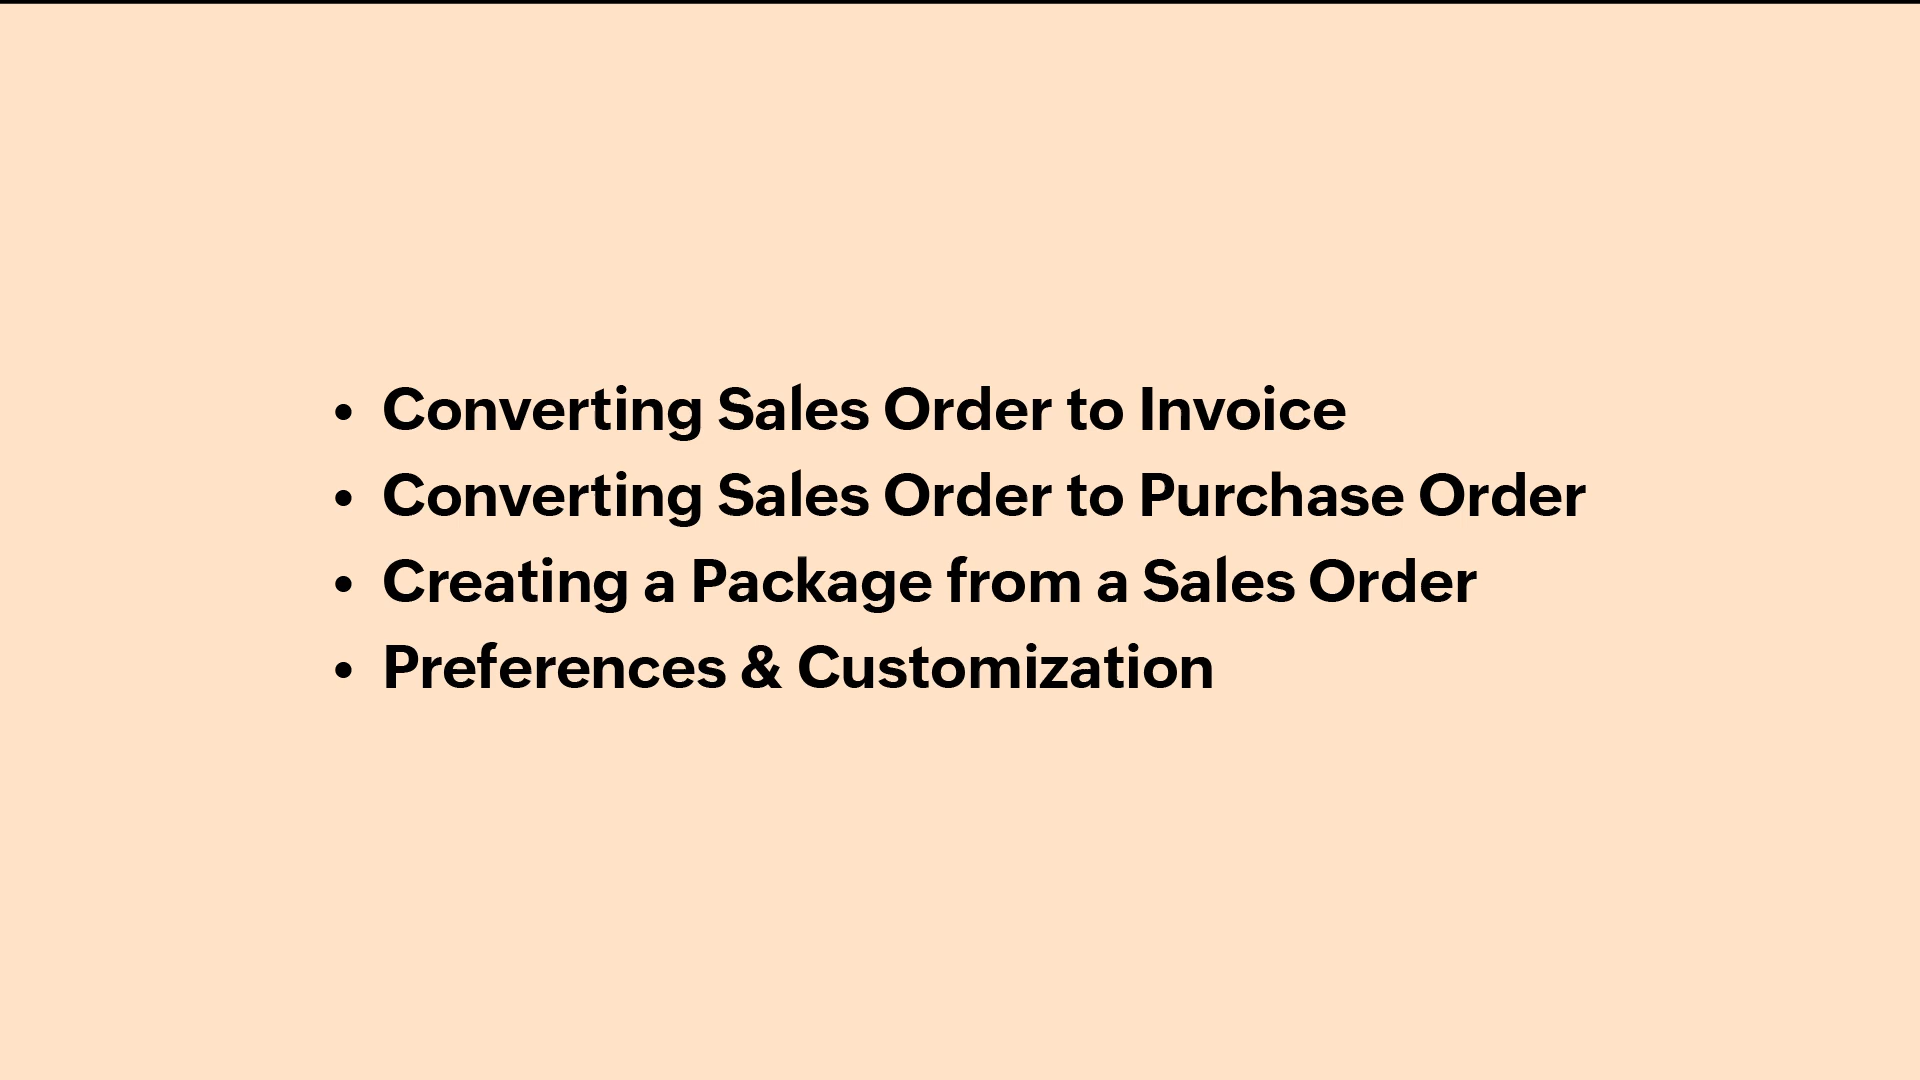 • Converting Sales Order to Invoice
• Converting Sales Order to Purchase Order
• Creating a Package from a Sales Order
• Preferences & Customization